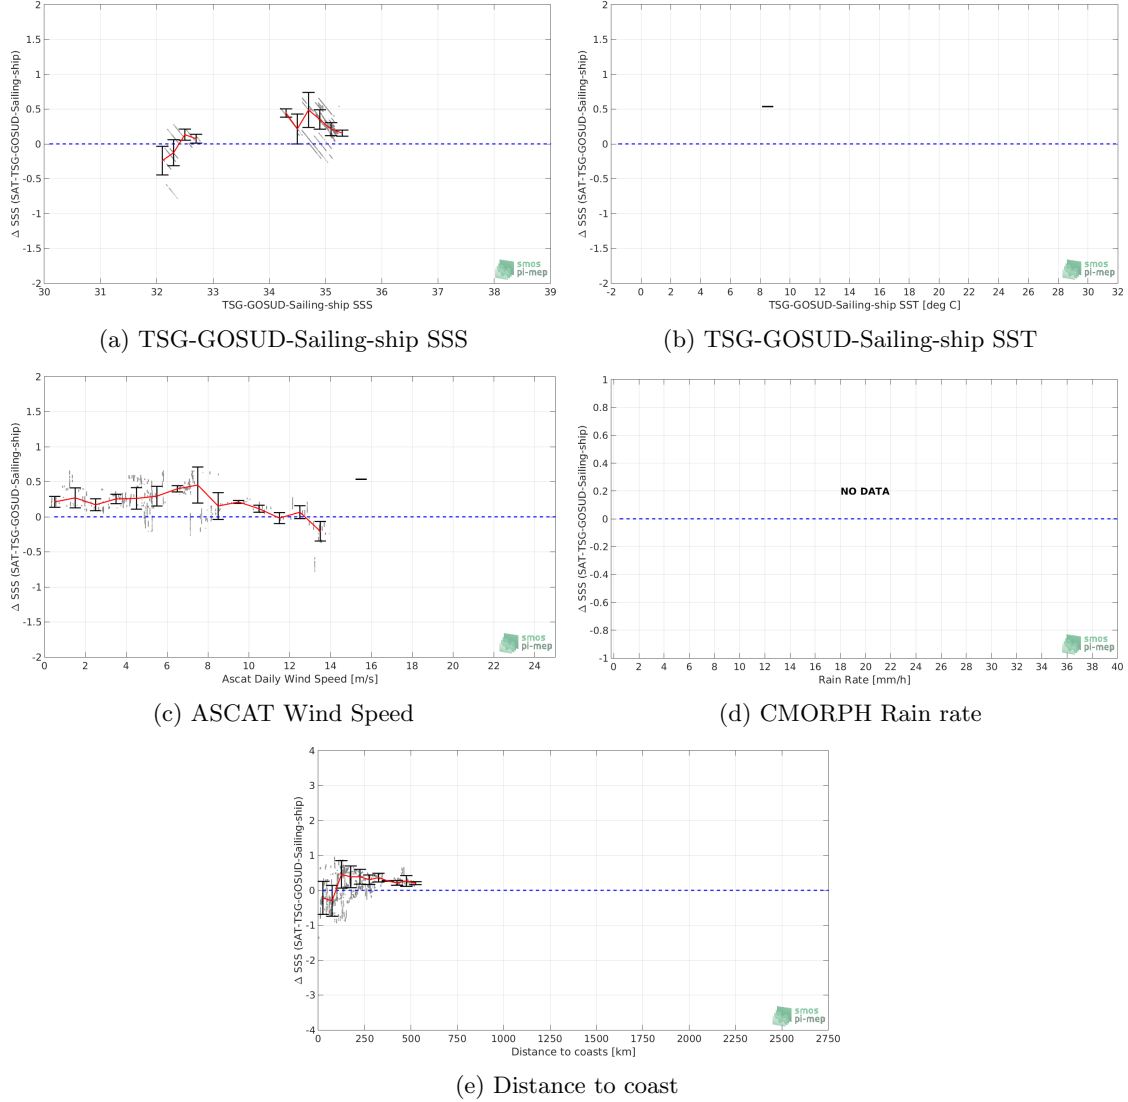 2
1.5
1
0.5
0
-0.5
-1
-1.5
-2
Δ SSS (SAT-TSG-GOSUD-Sailing-ship)
30 31 32 33 34 35 36 37 38 39
TSG-GOSUD-Sailing-ship SSS
smos
pi-mep
(a) TSG-GOSUD-Sailing-ship SSS
2
1.5
1
0.5
0
-0.5
-1
-1.5
-2
Δ SSS (SAT-TSG-GOSUD-Sailing-ship)
-2 0 2 4 6 8 10 12 14 16 18 20 22 24 26 28 30 32
TSG-GOSUD-Sailing-ship SST [deg C]
smos
pi-mep
(b) TSG-GOSUD-Sailing-ship SST
2
1.5
1
0.5
0
-0.5
-1
-1.5
-2
Δ SSS (SAT-TSG-GOSUD-Sailing-ship)
0 2 4 6 8 10 12 14 16 18 20 22 24
Ascat Daily Wind Speed [m/s]
smos
pi-mep
(c) ASCAT Wind Speed
1
0.8
0.6
0.4
0.2
0
-0.2
-0.4
-0.6
-0.8
-1
Δ SSS (SAT-TSG-GOSUD-Sailing-ship)
NO DATA
0 2 4 6 8 10 12 14 16 18 20 22 24 26 28 30 32 34 36 38 40
Rain Rate [mm/h]
smos
pi-mep
(d) CMORPH Rain rate
4
3
2
1
0
-1
-2
-3
-4
Δ SSS (SAT-TSG-GOSUD-Sailing-ship)
0 250 500 750 1000 1250 1500 1750 2000 2250 2500 2750
Distance to coasts [km]
smos
pi-mep
(e) Distance to coast